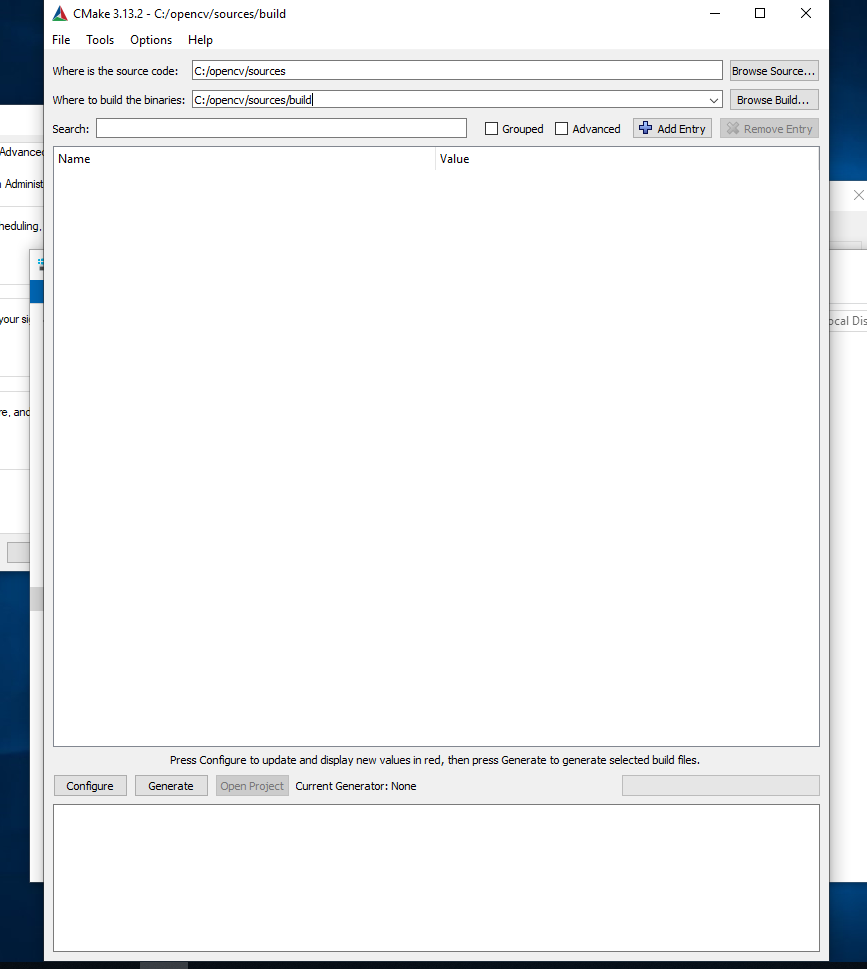 CMake 3.13.2 - C:/opencv/sources/build
File Tools Options Help
Where is the source code: C:/opencv/sources Browse Source...
Where to build the binaries: C:/opencv/sources/build Browse Build...
Search: Grouped Advanced Add Entry Remove Entry
Name Value
Press Configure to update and display new values in red, then press Generate to generate selected build files.
Configure Generate Open Project Current Generator: None
Advanced
Administ
heduling,
your si
re, and
ocal Dis